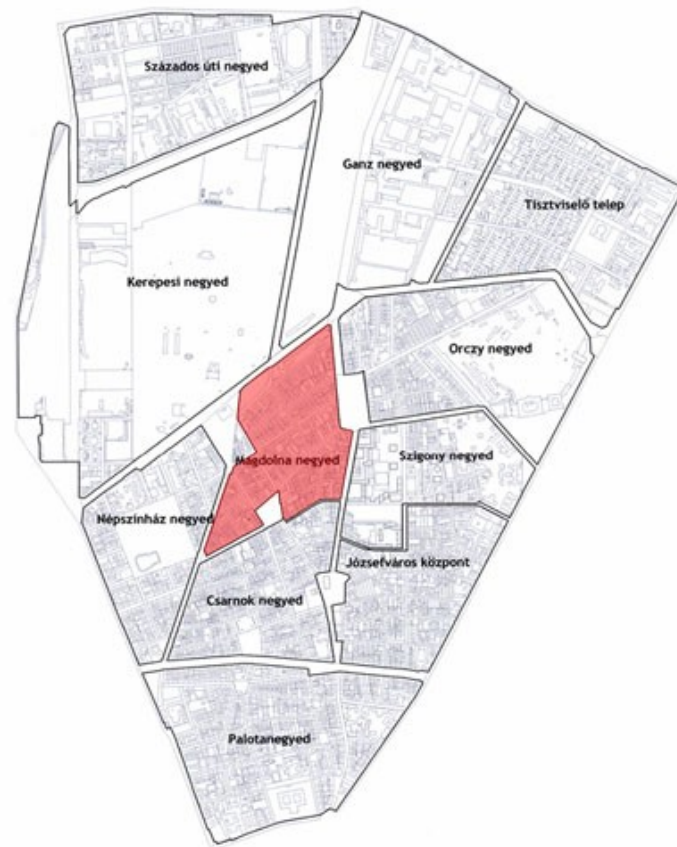 Százados úti negyed
Ganz negyed
Tisztviselő telep
Kerepesi negyed
Orczy negyed
Magdolna negyed
Szigony negyed
Népszínház negyed
Józsefváros központ
Csarnok negyed
Palotanegyed